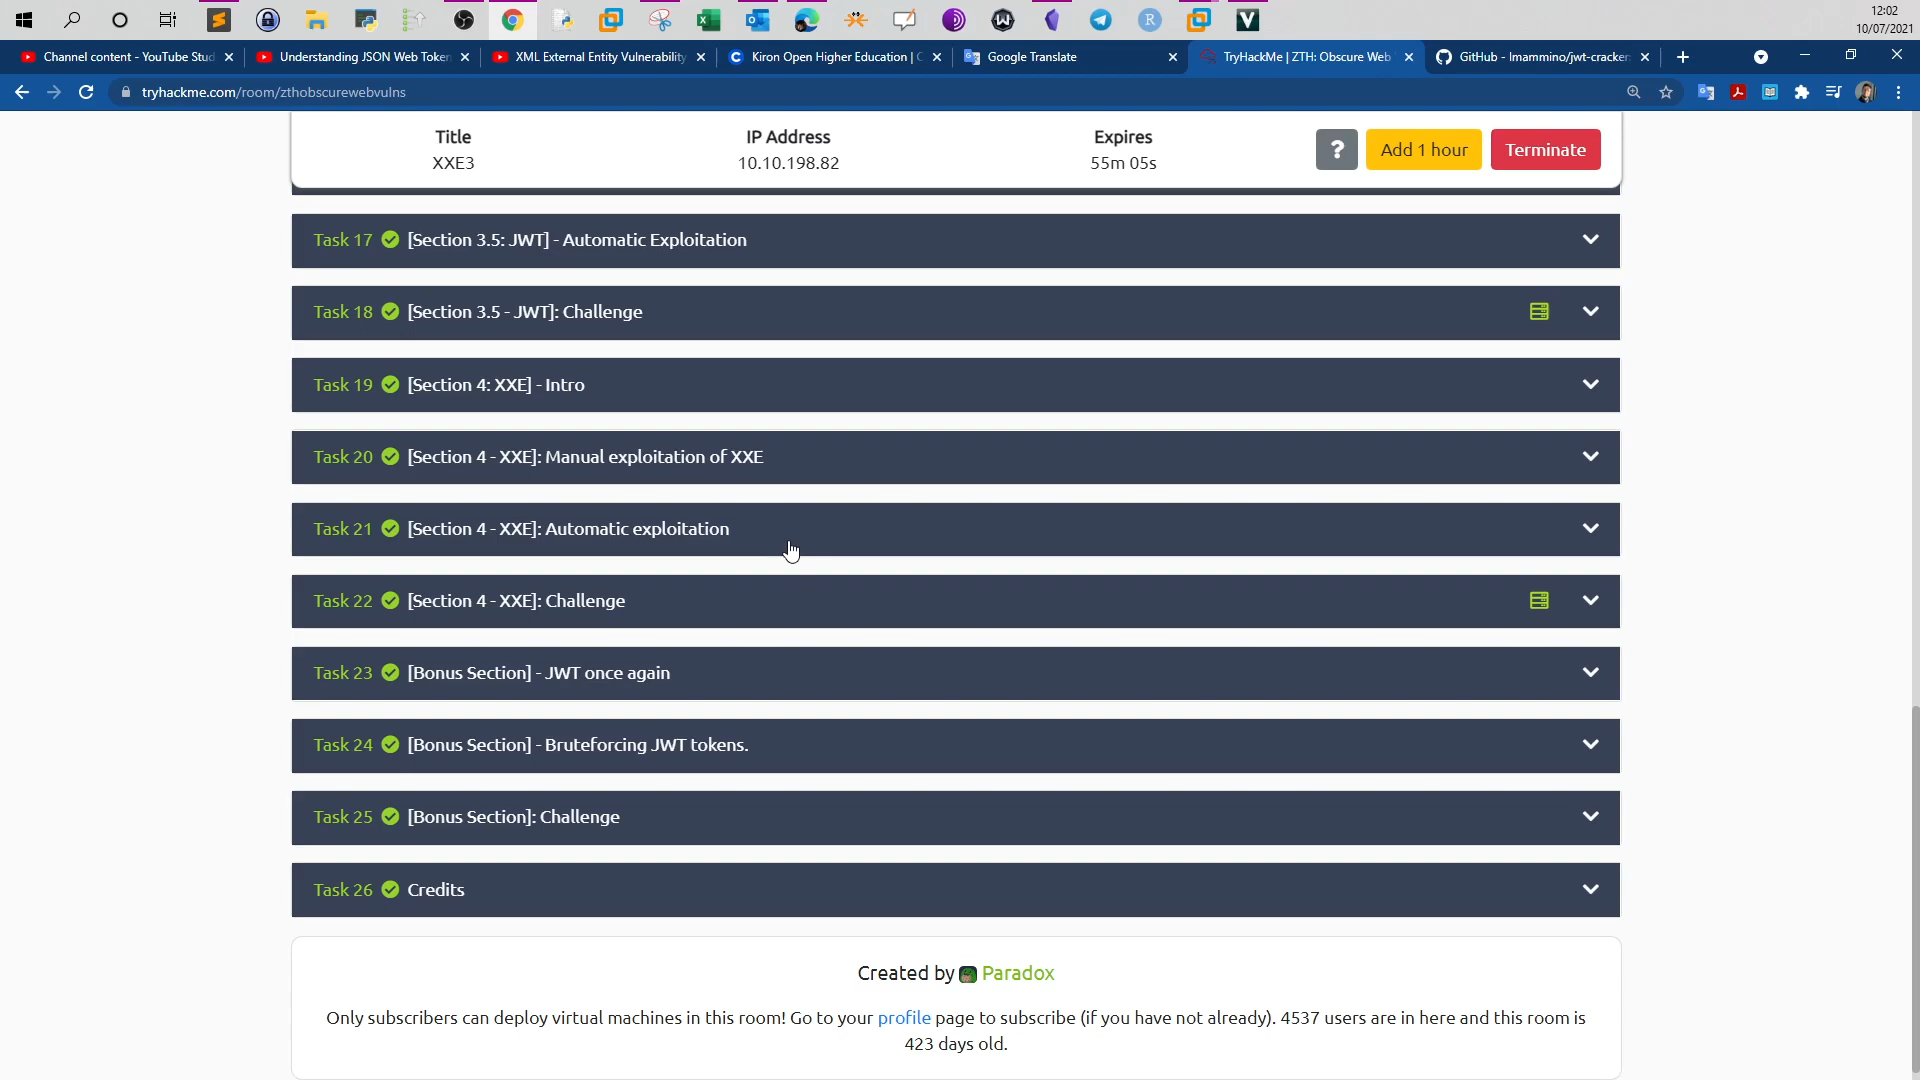 12:02
10/07/2021
Channel content - YouTube Stud
Understanding JSON Web Token
XML External Entity Vulnerability
Kiron Open Higher Education | C
Google Translate
TryHackMe | ZTH: Obscure Web
GitHub - lmammino/jwt-cracker:
tryhackme.com/room/zthobscurewebvulns
Title
IP Address
Expires
XXE3
10.10.198.82
55m 05s
?
Add 1 hour
Terminate
Task 17 [Section 3.5: JWT] - Automatic Exploitation
Task 18 [Section 3.5 - JWT]: Challenge
Task 19 [Section 4: XXE] - Intro
Task 20 [Section 4 - XXE]: Manual exploitation of XXE
Task 21 [Section 4 - XXE]: Automatic exploitation
Task 22 [Section 4 - XXE]: Challenge
Task 23 [Bonus Section] - JWT once again
Task 24 [Bonus Section] - Bruteforcing JWT tokens.
Task 25 [Bonus Section]: Challenge
Task 26 Credits
Created by Paradox
Only subscribers can deploy virtual machines in this room! Go to your profile page to subscribe (if you have not already). 4537 users are in here and this room is
423 days old.